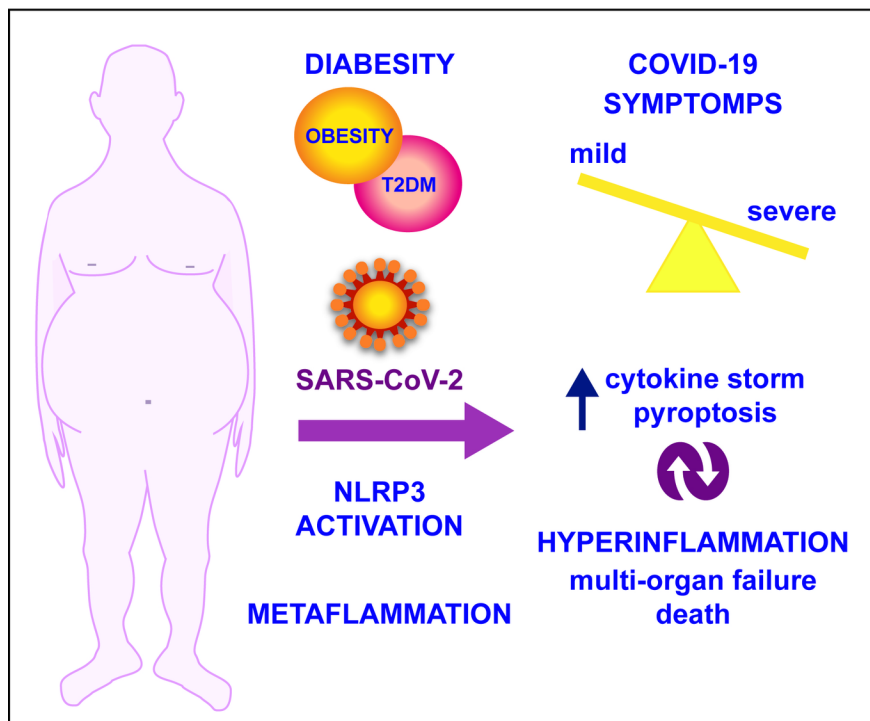 DIABESITY
OBESITY
T2DM
SARS-CoV-2
NLRP3
ACTIVATION
METAFLAMMATION
COVID-19
SYMPTOMPS
mild
severe
cytokine storm
pyroptosis
HYPERINFLAMMATION
multi-organ failure
death